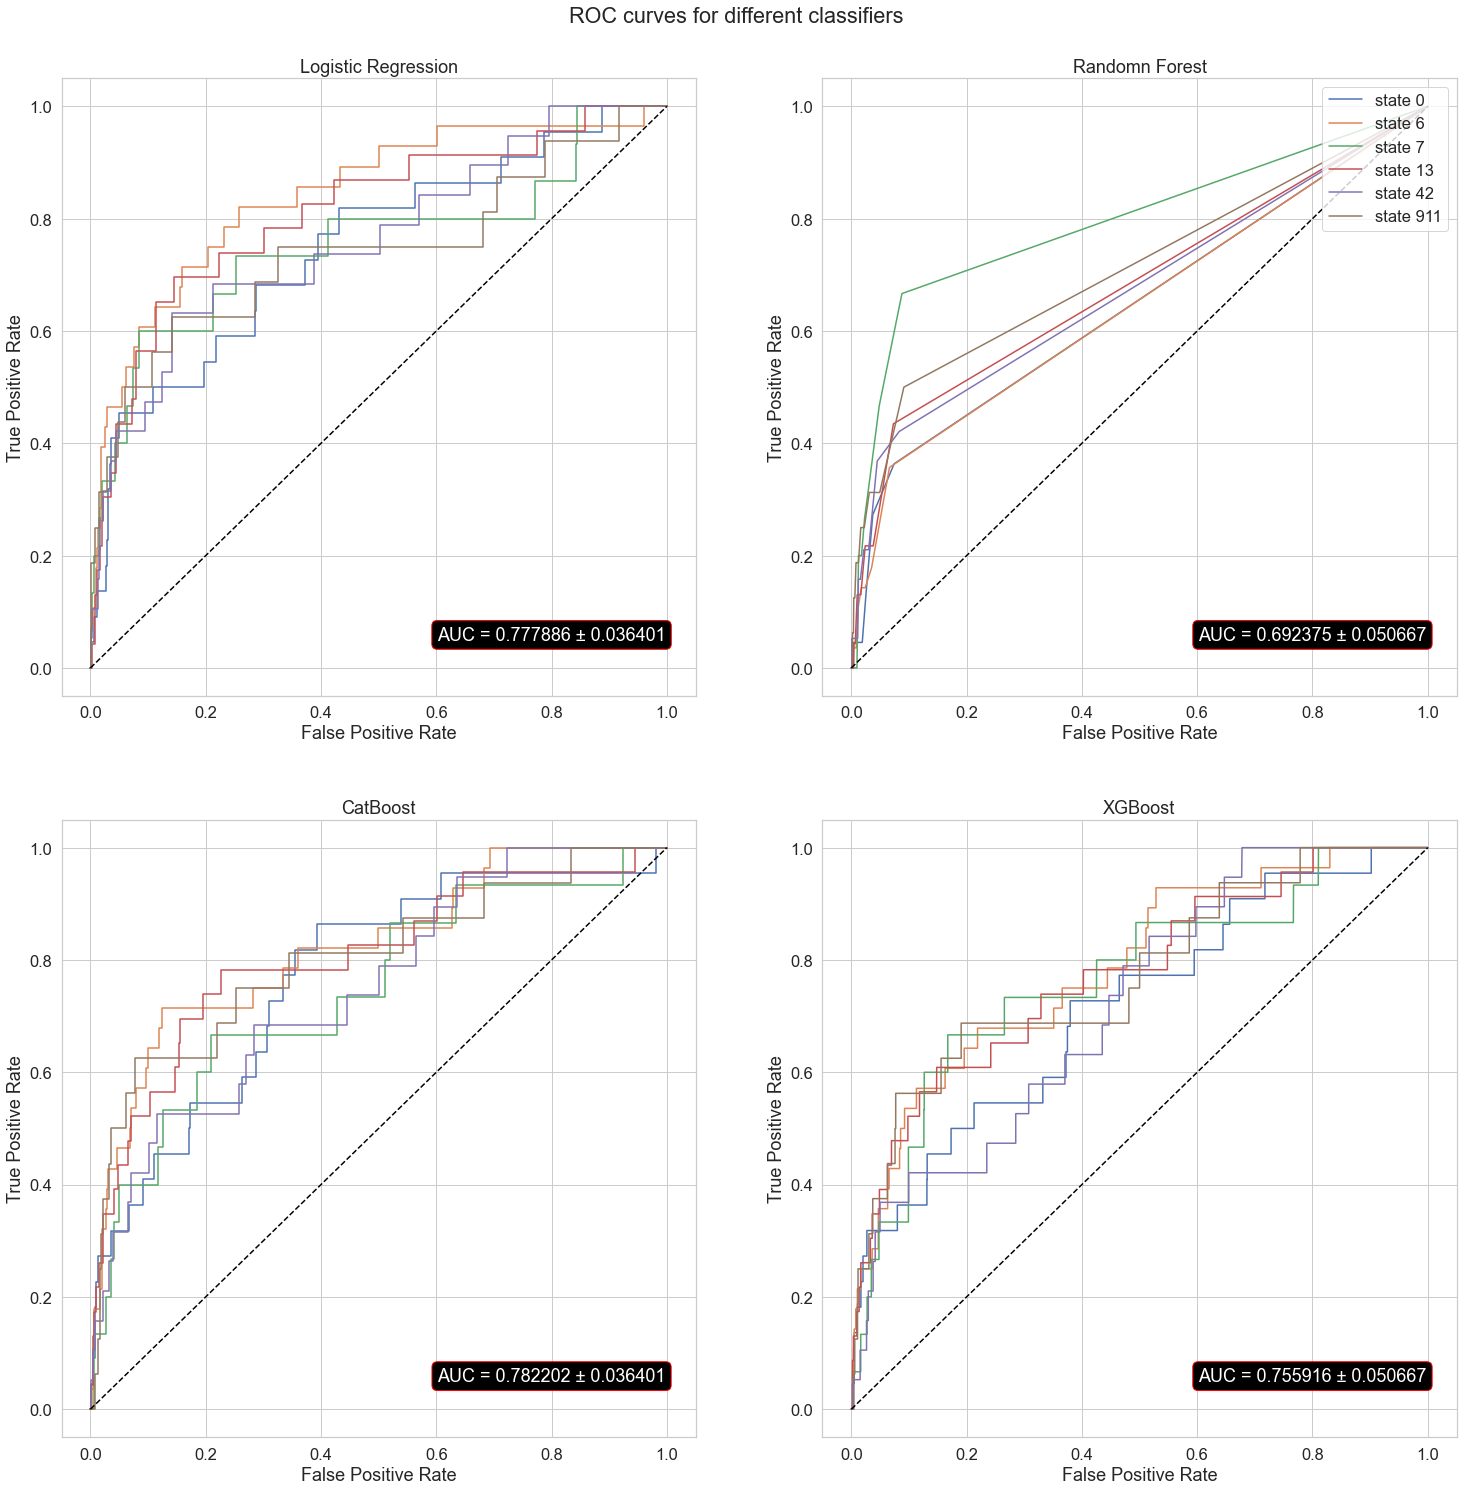 ROC curves for different classifiers
Logistic Regression
True Positive Rate
1.0
0.8
0.6
0.4
0.2
0.0
AUC = 0.777886 ± 0.036401
0.0 0.2 0.4 0.6 0.8 1.0
False Positive Rate
Randomn Forest
True Positive Rate
1.0
0.8
0.6
0.4
0.2
0.0
state 0
state 6
state 7
state 13
state 42
state 911
AUC = 0.692375 ± 0.050667
0.0 0.2 0.4 0.6 0.8 1.0
False Positive Rate
CatBoost
True Positive Rate
1.0
0.8
0.6
0.4
0.2
0.0
AUC = 0.782202 ± 0.036401
0.0 0.2 0.4 0.6 0.8 1.0
False Positive Rate
XGBoost
True Positive Rate
1.0
0.8
0.6
0.4
0.2
0.0
AUC = 0.755916 ± 0.050667
0.0 0.2 0.4 0.6 0.8 1.0
False Positive Rate